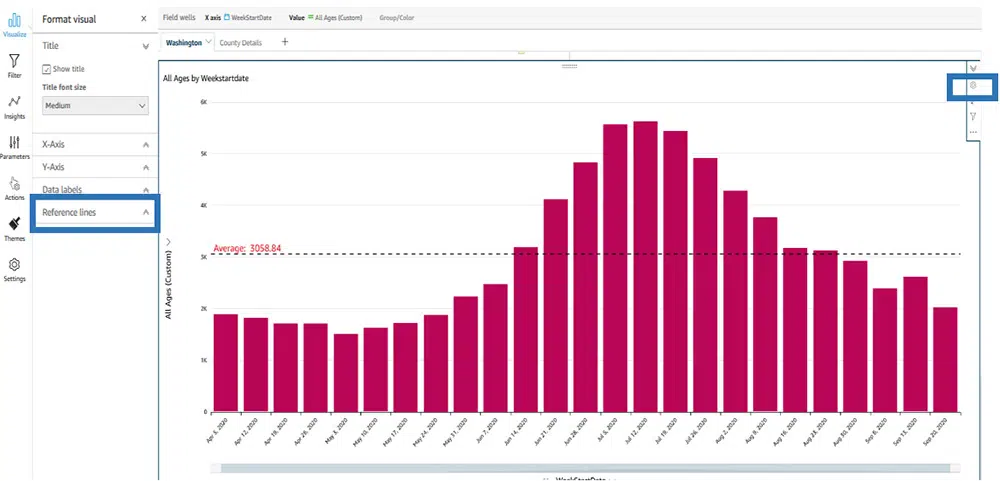 Visualize
Filter
Insights
Parameters
Actions
Themes
Settings
Format visual
Title
Show title
Title font size
Medium
X-Axis
Y-Axis
Data labels
Reference lines
Field wells X axis WeekStartDate Value All Ages (Custom) Group/Color
Washington County Details
All Ages by Weekstartdate
6K
5K
4K
3K
2K
1K
0
All Ages (Custom)
Average: 3058.84
Apr 5, 2020
Apr 12, 2020
Apr 19, 2020
Apr 26, 2020
May 3, 2020
May 10, 2020
May 17, 2020
May 24, 2020
May 31, 2020
Jun 7, 2020
Jun 14, 2020
Jun 21, 2020
Jun 28, 2020
Jul 5, 2020
Jul 12, 2020
Jul 19, 2020
Jul 26, 2020
Aug 2, 2020
Aug 9, 2020
Aug 16, 2020
Aug 23, 2020
Aug 30, 2020
Sep 6, 2020
Sep 13, 2020
Sep 20, 2020
WeekStartDate